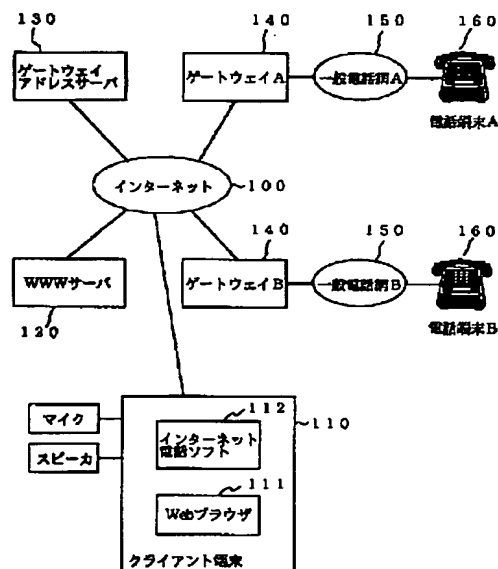 130
ゲートウェイ
アドレスサーバ
140
ゲートウェイA
150
一般電話網A
160
電話端末A
インターネット
100
WWWサーバ
120
140
ゲートウェイB
150
一般電話網B
160
電話端末B
マイク
スピーカ
112
インターネット
電話ソフト
110
111
Webブラウザ
クライアント端末